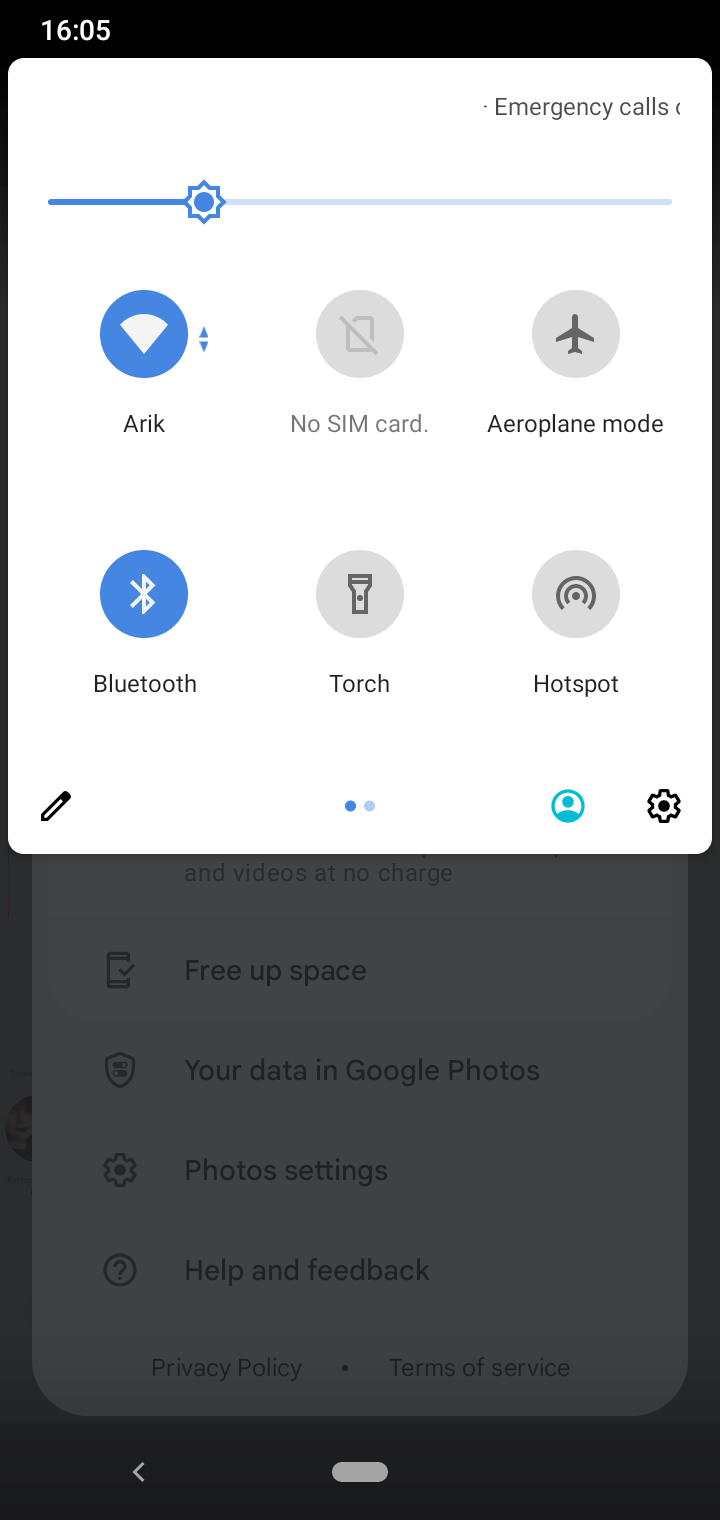 16:05
· Emergency calls
Arik
No SIM card.
Aeroplane mode
Bluetooth
Torch
Hotspot
and videos at no charge
Free up space
Your data in Google Photos
Photos settings
Help and feedback
Privacy Policy • Terms of service